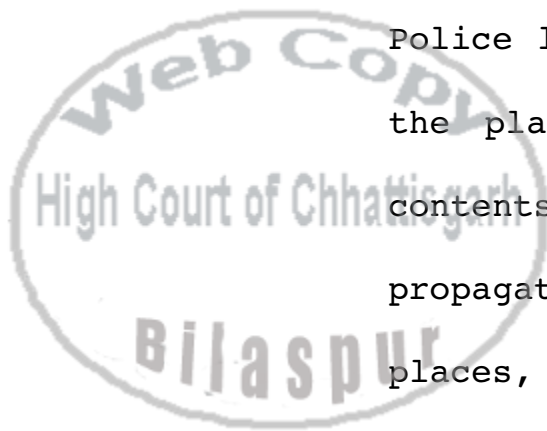 Web Copy
Police
the pla
High Court of Chhattisgarh
contents
propagat
Bilaspur
places,